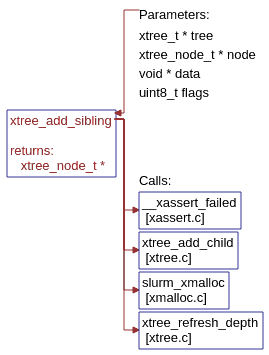 Parameters:
xtree_t * tree
xtree_node_t * node
void * data
uint8_t flags
xtree_add_sibling
returns:
xtree_node_t *
Calls:
__xassert_failed
[xassert.c]
xtree_add_child
[xtree.c]
slurm_xmalloc
[xmalloc.c]
xtree_refresh_depth
[xtree.c]